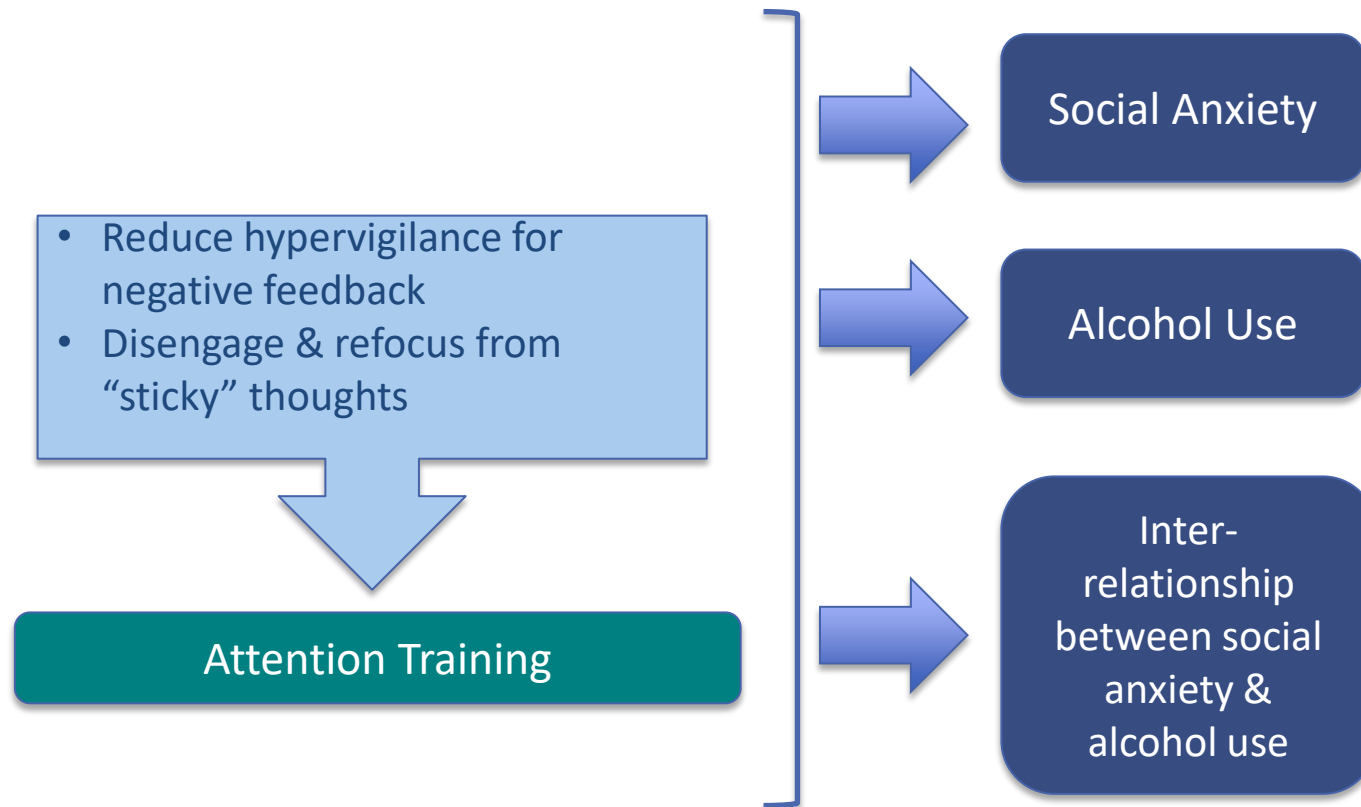 • Reduce hypervigilance for
negative feedback
• Disengage & refocus from
“sticky” thoughts
Attention Training
Social Anxiety
Alcohol Use
Inter-
relationship
between social
anxiety &
alcohol use